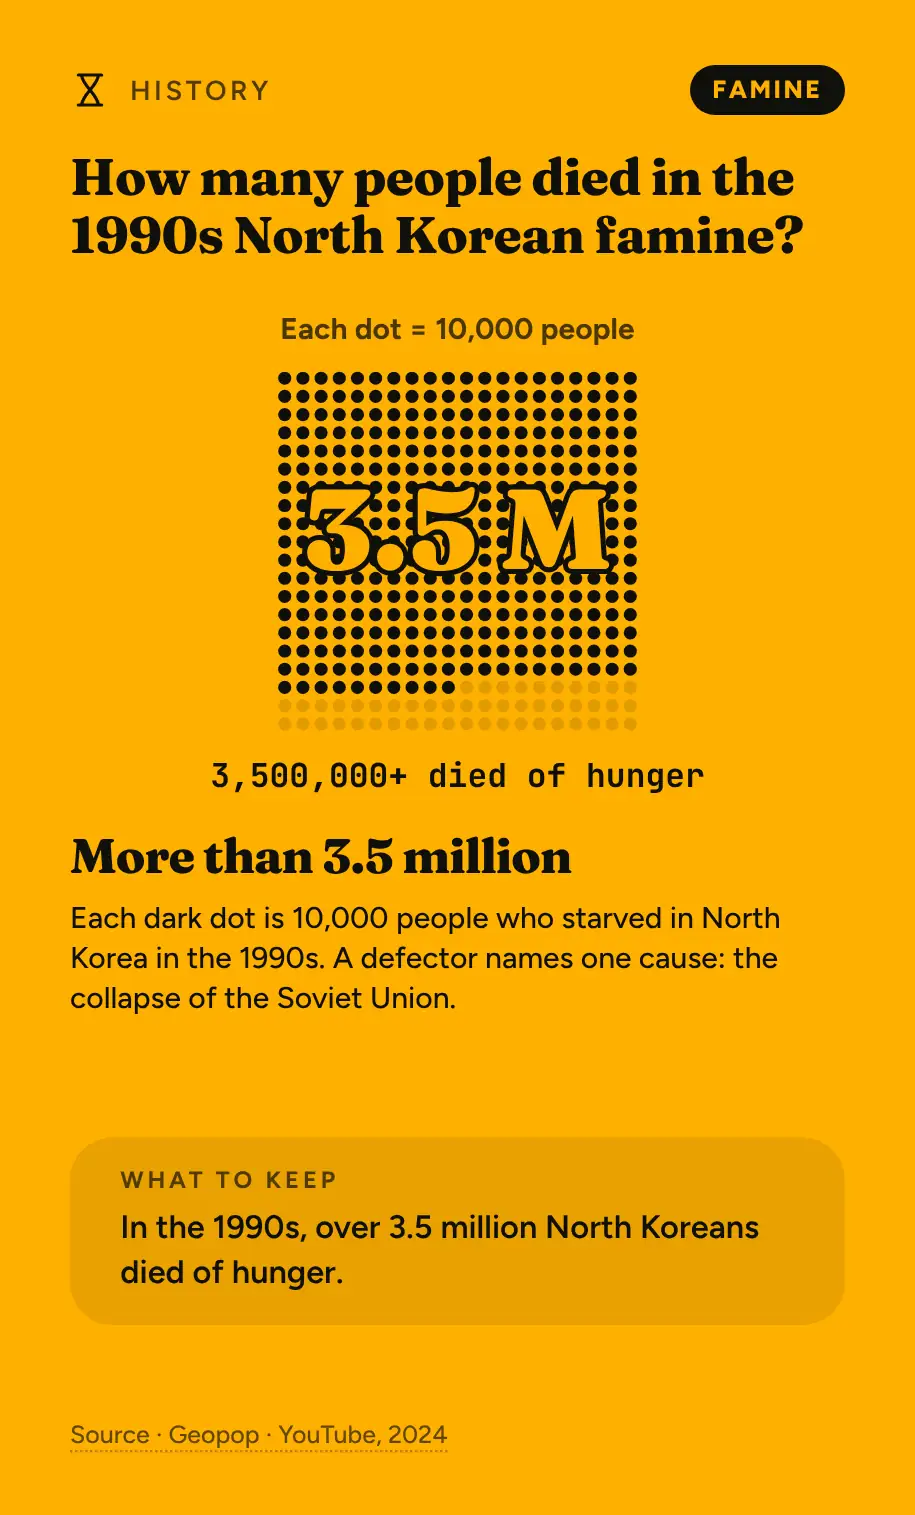 HISTORY
FAMINE
How many people died in the
1990s North Korean famine?
Each dot = 10,000 people
3.5 M
3,500,000+ died of hunger
More than 3.5 million
Each dark dot is 10,000 people who starved in North
Korea in the 1990s. A defector names one cause: the
collapse of the Soviet Union.
WHAT TO KEEP
In the 1990s, over 3.5 million North Koreans
died of hunger.
Source · Geopop · YouTube, 2024